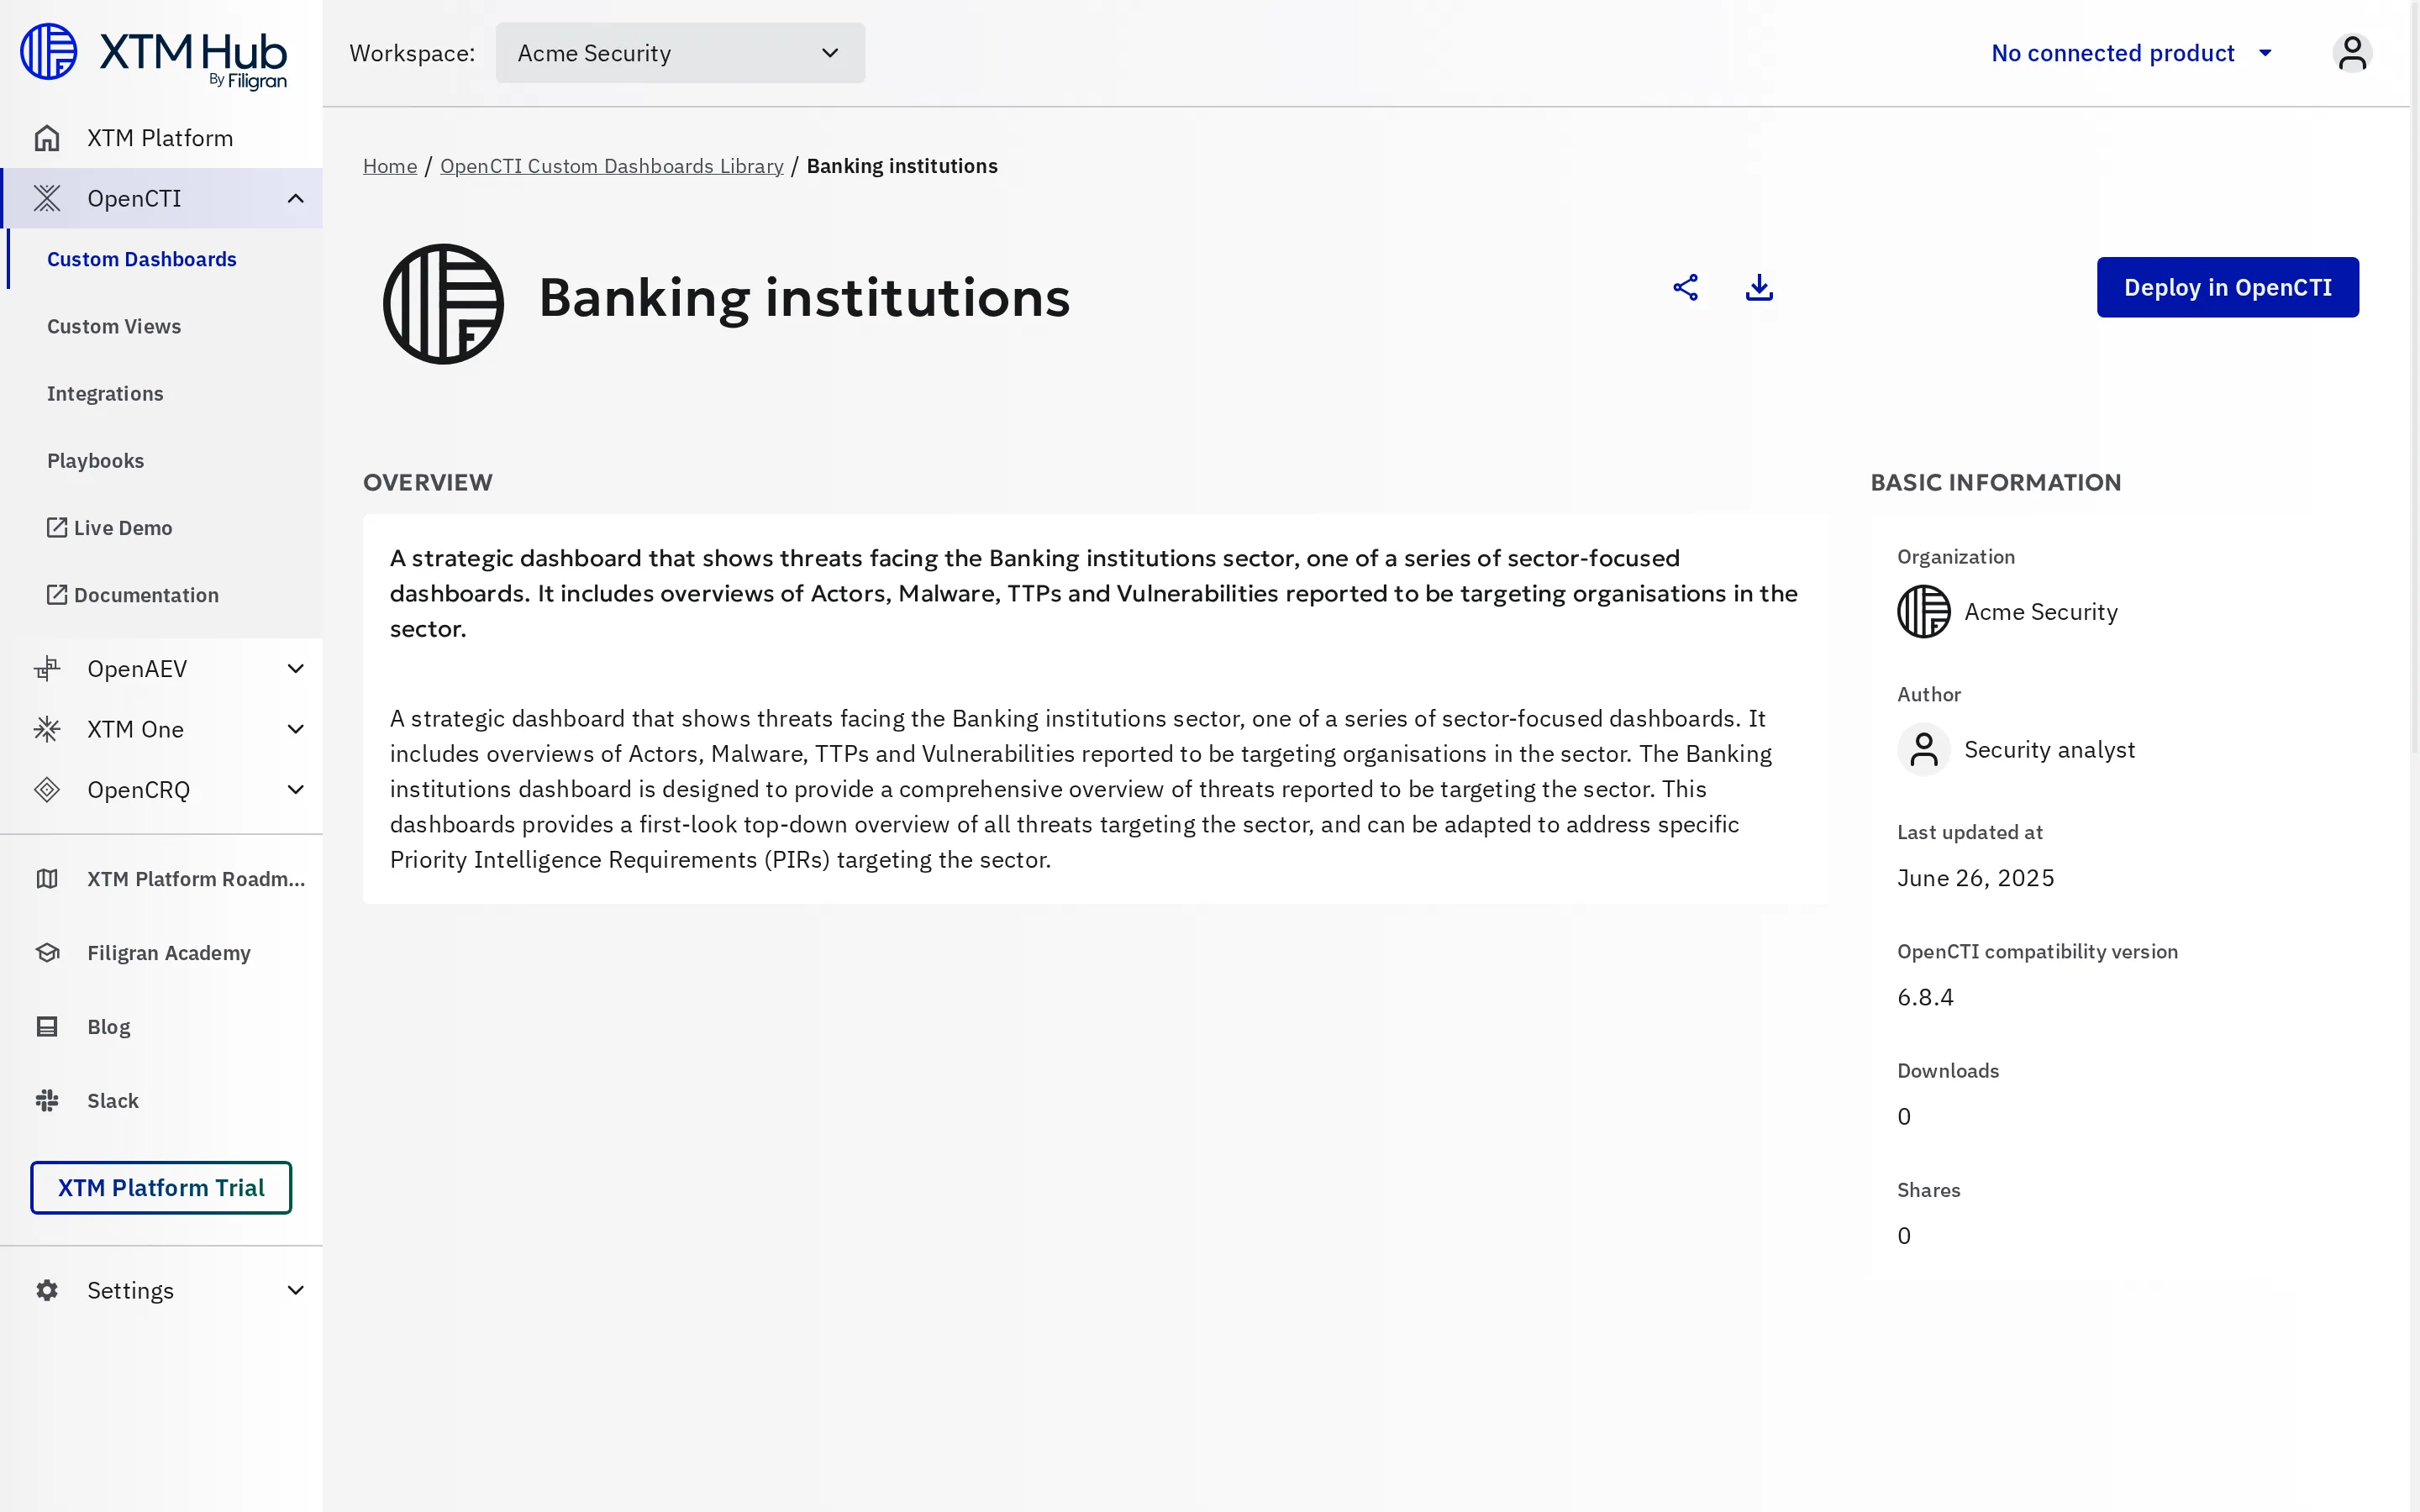 XTM Hub
By Filigran
Workspace:
Acme Security
No connected product
XTM Platform
OpenCTI
Custom Dashboards
Custom Views
Integrations
Playbooks
Live Demo
Documentation
OpenAEV
XTM One
OpenCRQ
XTM Platform Roadm...
Filigran Academy
Blog
Slack
XTM Platform Trial
Settings
Home / OpenCTI Custom Dashboards Library / Banking institutions
Banking institutions
Deploy in OpenCTI
OVERVIEW
A strategic dashboard that shows threats facing the Banking institutions sector, one of a series of sector-focused
dashboards. It includes overviews of Actors, Malware, TTPs and Vulnerabilities reported to be targeting organisations in the
sector.
A strategic dashboard that shows threats facing the Banking institutions sector, one of a series of sector-focused dashboards. It
includes overviews of Actors, Malware, TTPs and Vulnerabilities reported to be targeting organisations in the sector. The Banking
institutions dashboard is designed to provide a comprehensive overview of threats reported to be targeting the sector. This
dashboards provides a first-look top-down overview of all threats targeting the sector, and can be adapted to address specific
Priority Intelligence Requirements (PIRs) targeting the sector.
BASIC INFORMATION
Organization
Acme Security
Author
Security analyst
Last updated at
June 26, 2025
OpenCTI compatibility version
6.8.4
Downloads
0
Shares
0